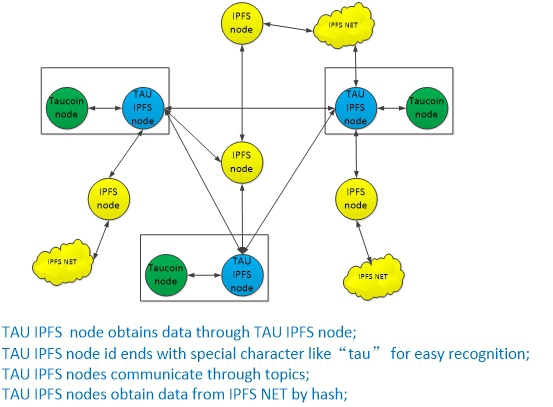 IPFS
node
IPFS NET
Taucoin
node
TAU
IPFS
node
TAU
IPFS
node
Taucoin
node
IPFS
node
IPFS
node
IPFS
node
IPFS NET
Taucoin
node
TAU
IPFS
node
IPFS NET
TAU IPFS  node obtains data through TAU IPFS node;
TAU IPFS node id ends with special character like“tau” for easy recognition;
TAU IPFS nodes communicate through topics;
TAU IPFS nodes obtain data from IPFS NET by hash;